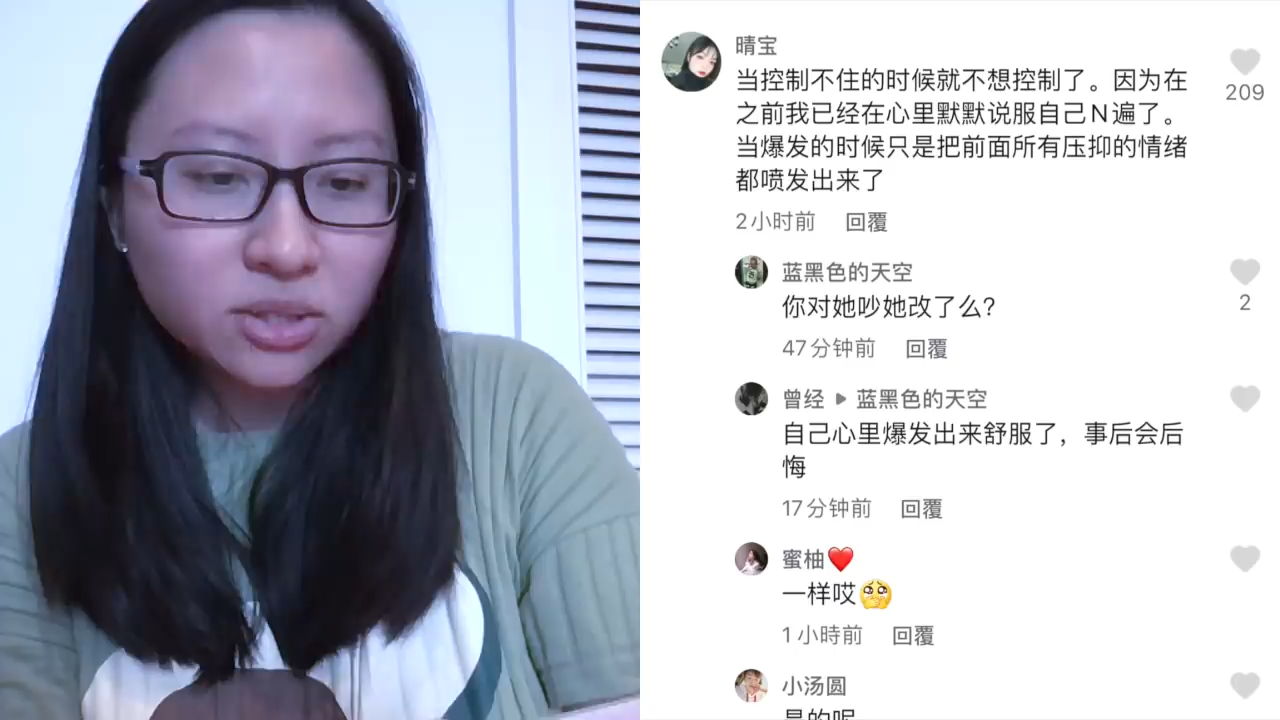 晴宝
当控制不住的时候就不想控制了。因为在
之前我已经在心里默默说服自己N遍了。
当爆发的时候只是把前面所有压抑的情绪
都喷发出来了
209
2小时前 回覆
蓝黑色的天空
你对她吵她改了么?
2
47分钟前 回覆
曾经 ▶ 蓝黑色的天空
自己心里爆发出来舒服了，事后会后
悔
17分钟前 回覆
蜜柚❤️
一样哎🥺
1小時前 回覆
小汤圆
是的呢